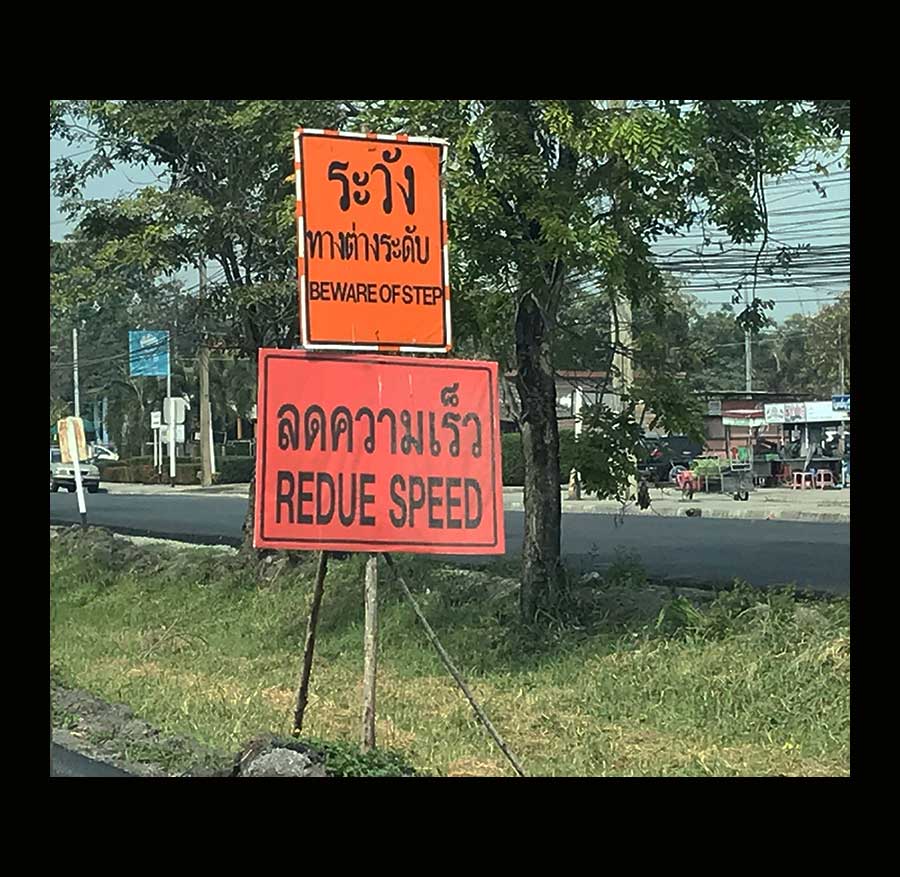 ระวัง
ทางต่างระดับ
BEWARE OF STEP
ลดความเร็ว
REDUE SPEED